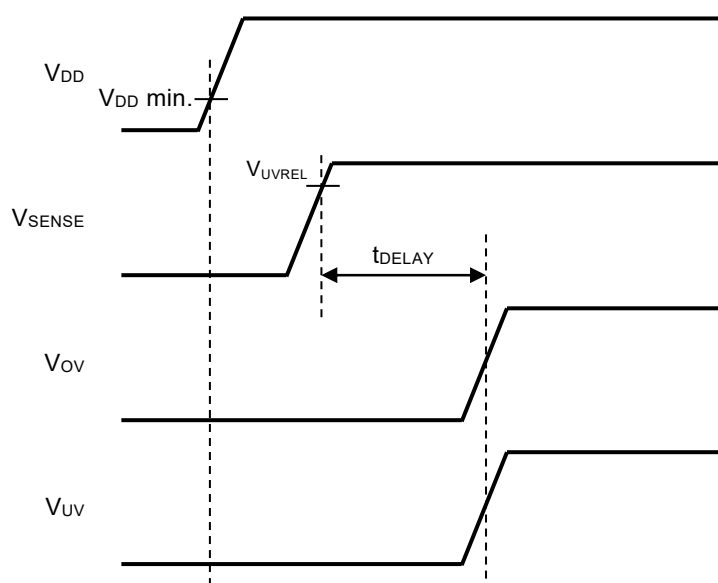 VDD
VDD min.
VUVREL
VSENSE
tDELAY
VOV
VUV